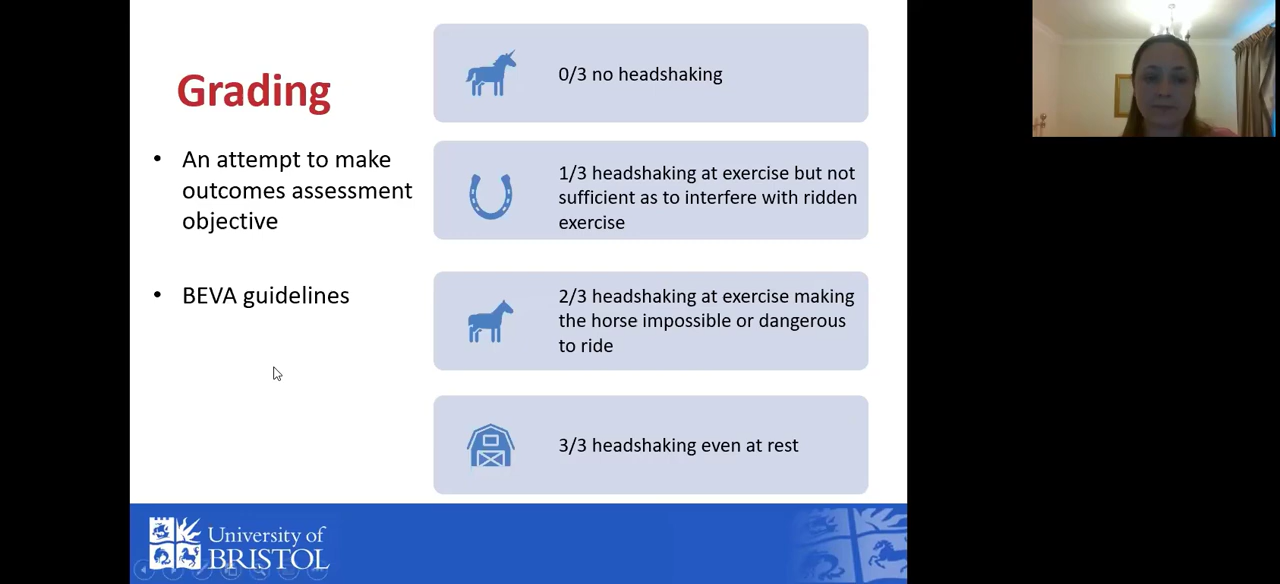 Grading
• An attempt to make
outcomes assessment
objective
• BEVA guidelines
0/3 no headshaking
1/3 headshaking at exercise but not
sufficient as to interfere with ridden
exercise
2/3 headshaking at exercise making
the horse impossible or dangerous
to ride
3/3 headshaking even at rest
University of
BRISTOL